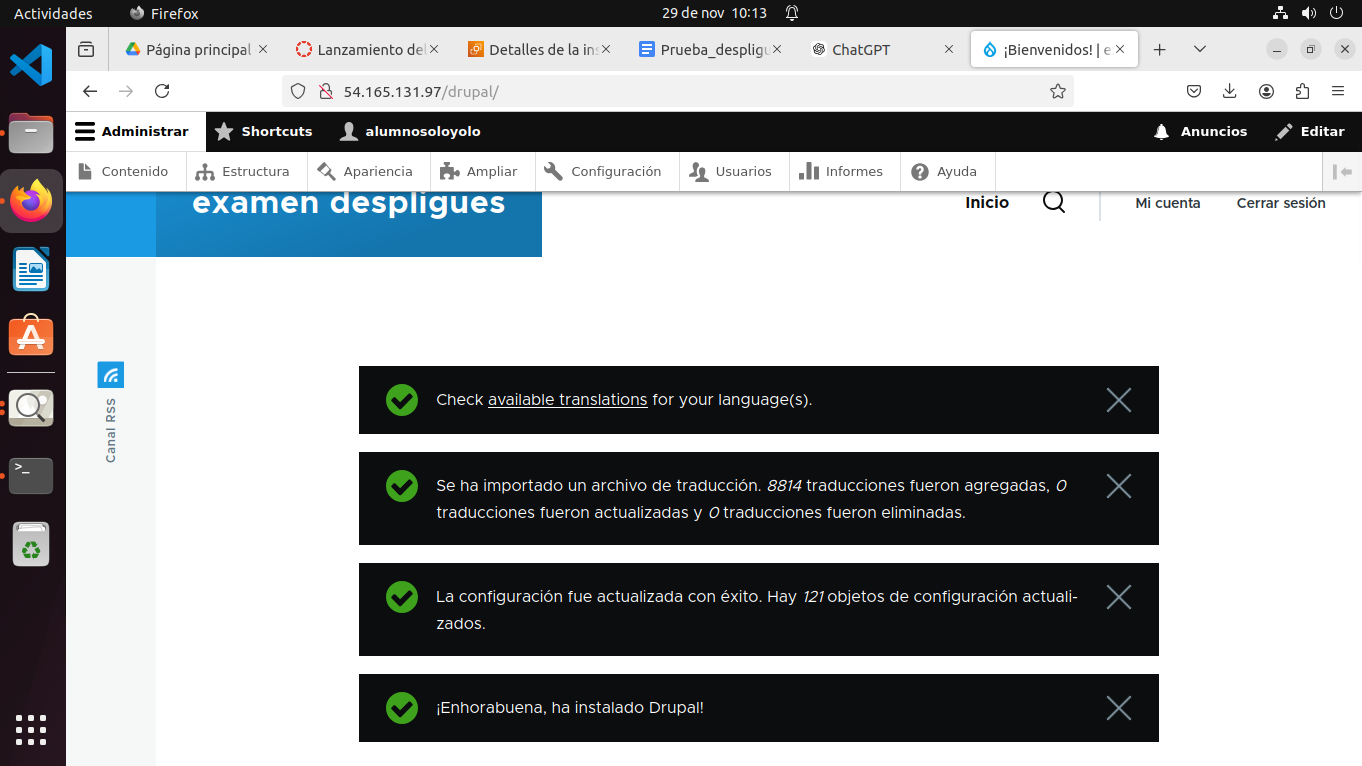 Actividades Firefox 29 de nov 10:13
Página principal Lanzamiento del Detalles de la ins Prueba_desplig ChatGPT ¡Bienvenidos! | e
54.165.131.97/drupal/
Administrar Shortcuts alumnosoloyolo Anuncios Editar
Contenido Estructura Apariencia Ampliar Configuración Usuarios Informes Ayuda
examen despligues Inicio Mi cuenta Cerrar sesión
Canal RSS
Check available translations for your language(s).
Se ha importado un archivo de traducción. 8814 traducciones fueron agregadas, 0
traducciones fueron actualizadas y 0 traducciones fueron eliminadas.
La configuración fue actualizada con éxito. Hay 121 objetos de configuración actuali-
zados.
¡Enhorabuena, ha instalado Drupal!